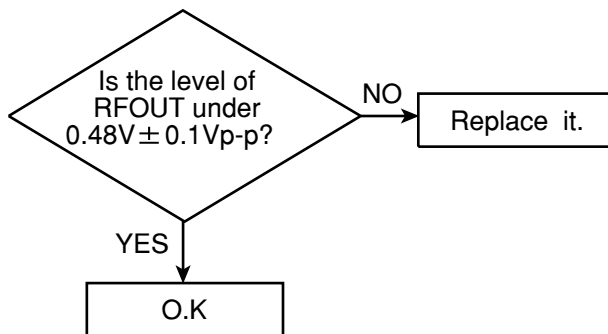 Is the level of
RFOUT under
0.48V ± 0.1Vp-p?
NO
Replace it.
YES
O.K